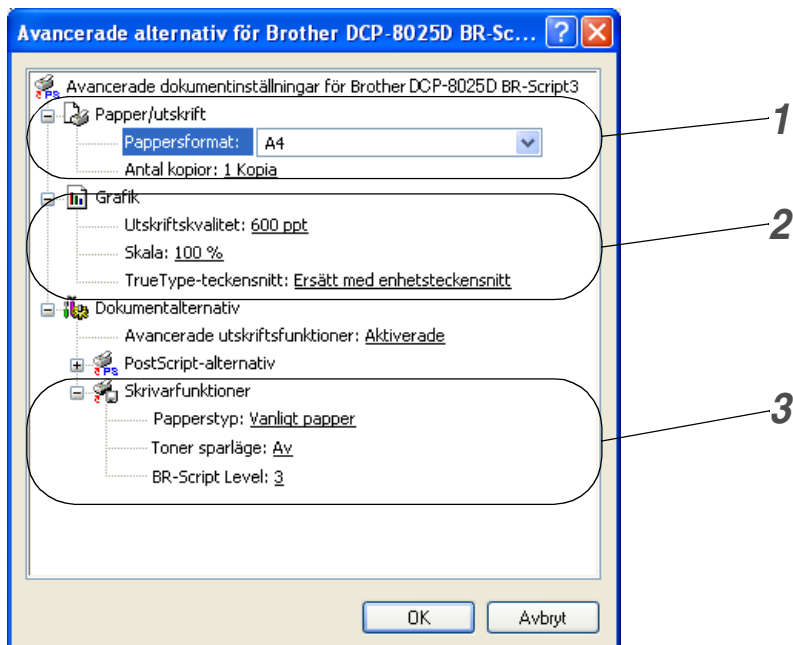 Avancerade alternativ för Brother DCP-8025D BR-Sc...
Avancerade dokumentinställningar för Brother DCP-8025D BR-Script3
Papper/utskrift
Pappersformat: A4
Antal kopior: 1 Kopia
1
Grafik
Utskriftskvalitet: 600 ppt
Skala: 100 %
TrueType-teckensnitt: Ersätt med enhetsteckensnitt
2
Dokumentalternativ
Avancerade utskriftsfunktioner: Aktiverade
PS PostScript-alternativ
Skrivarfunktioner
Papperstyp: Vanligt papper
Toner sparläge: Av
BR-Script Level: 3
3
OK Avbryt